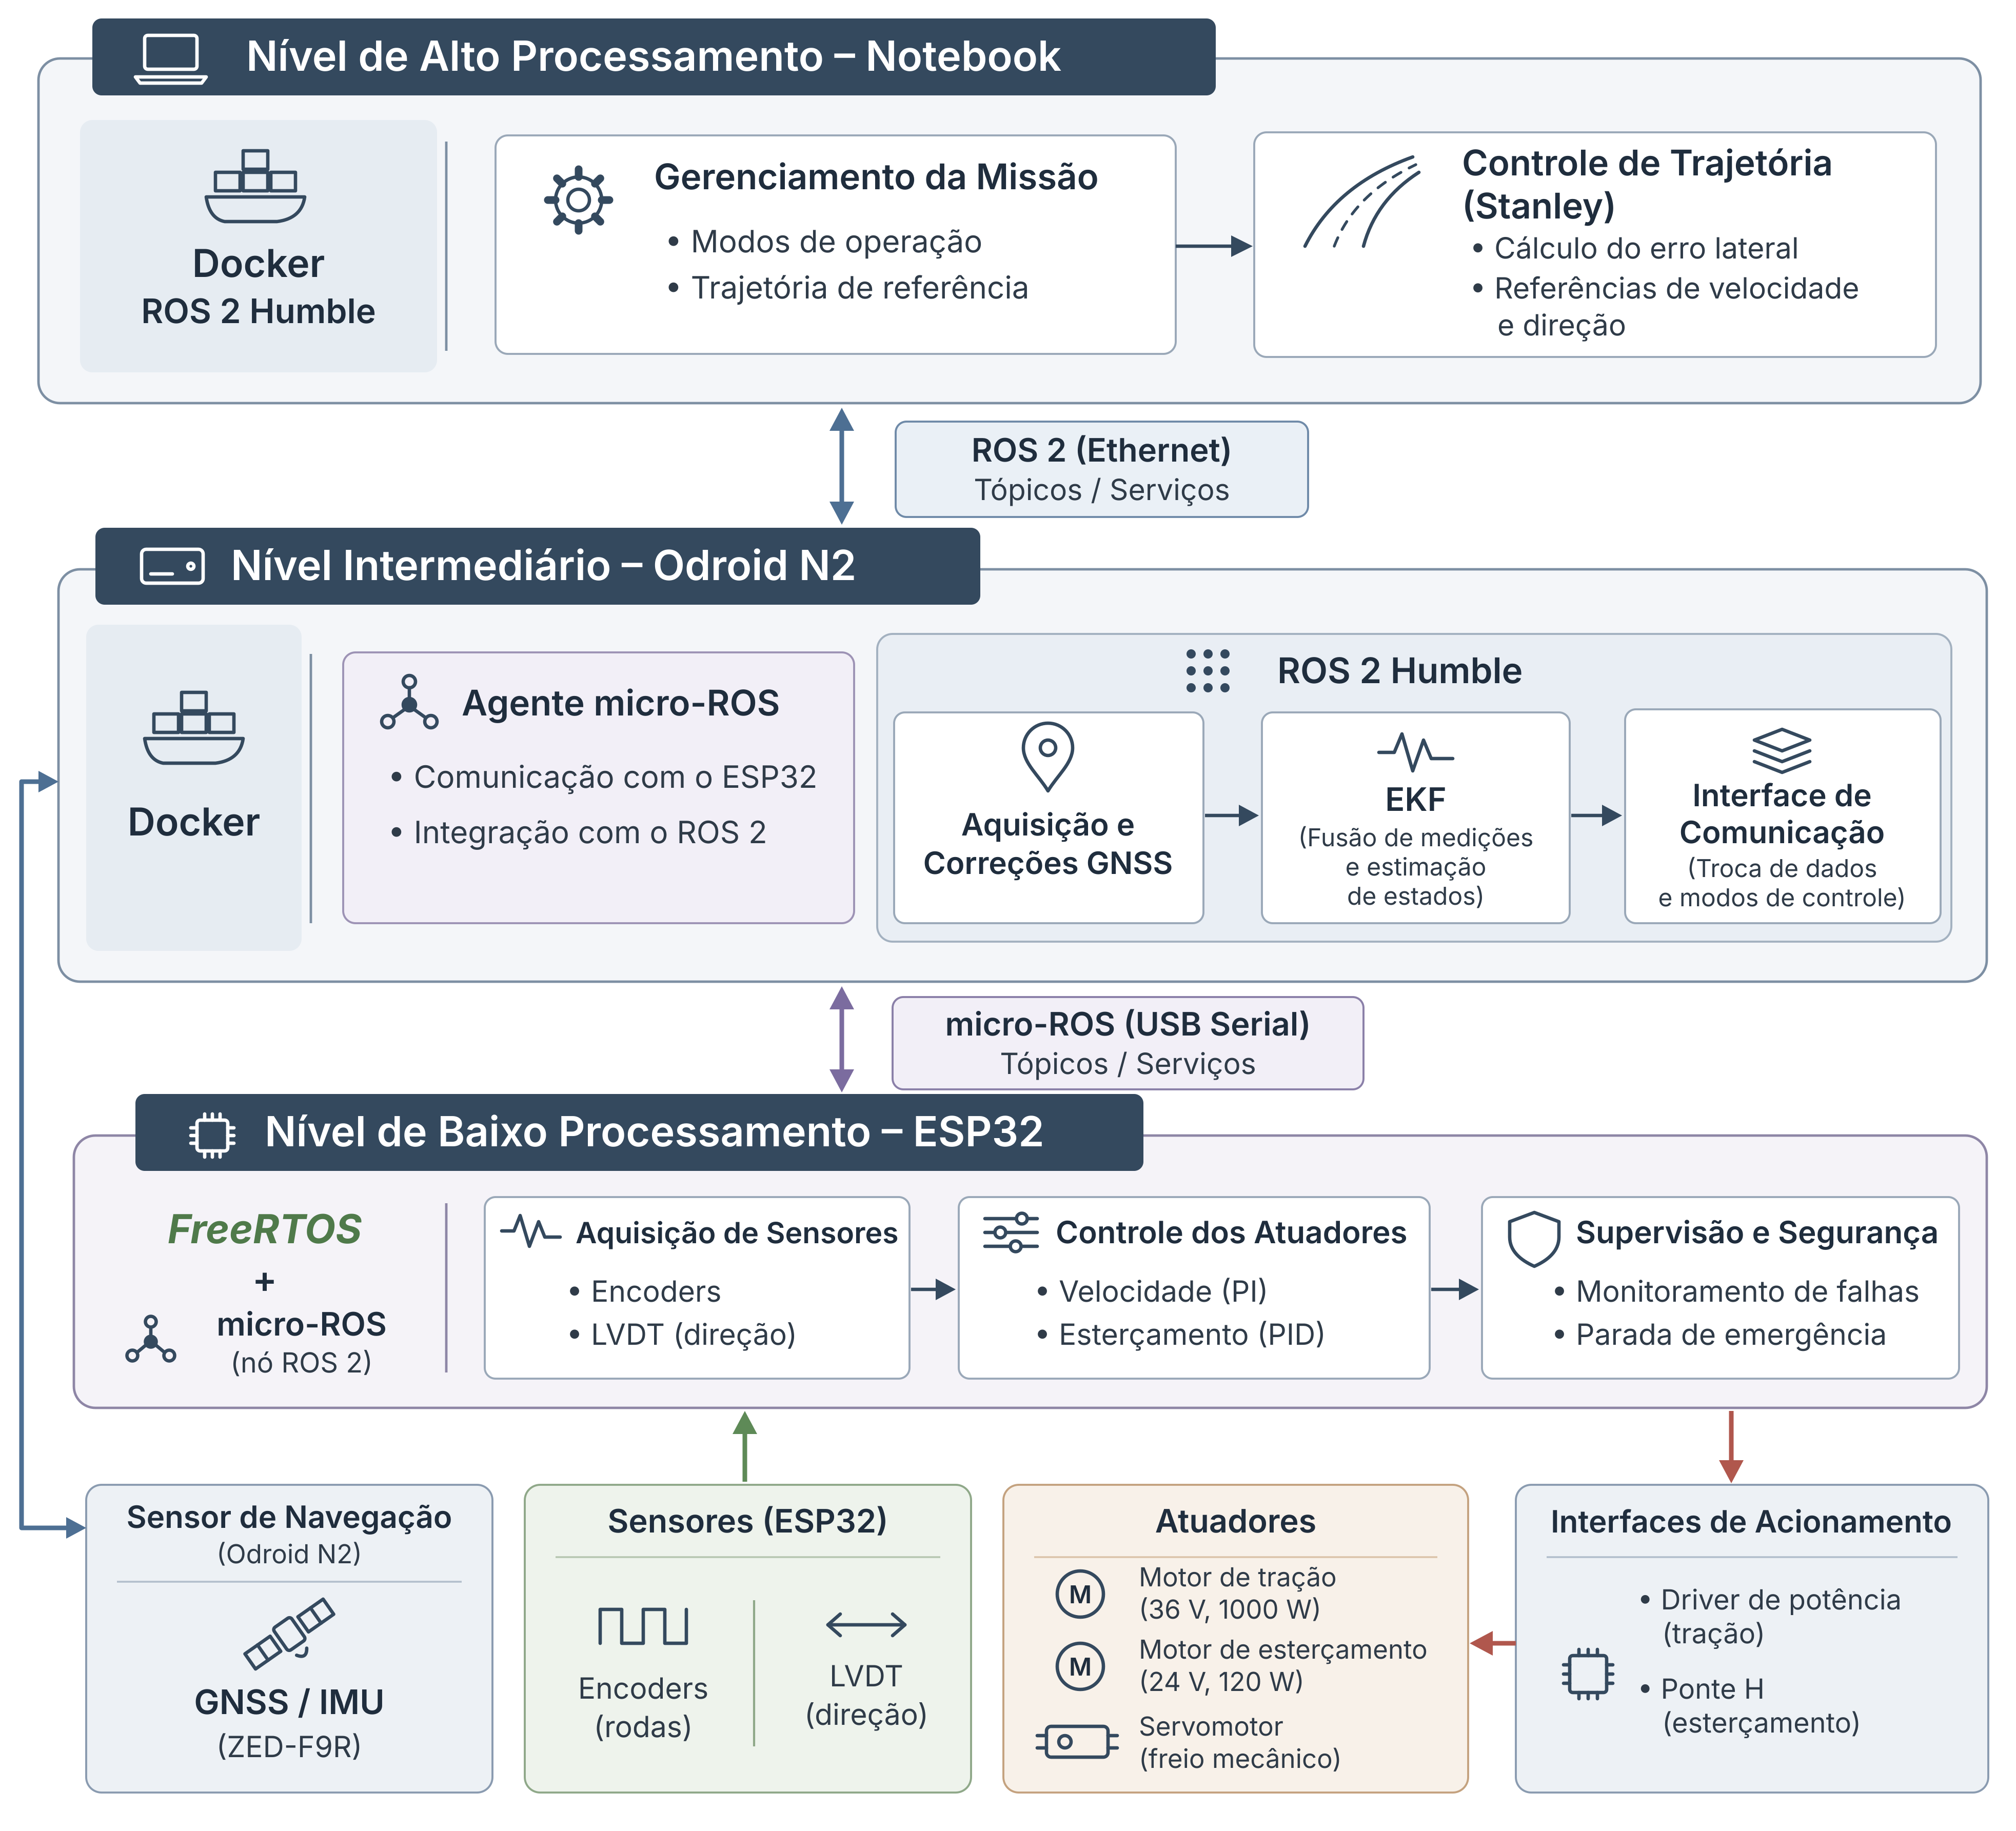 Nível de Alto Processamento – Notebook
Docker
ROS 2 Humble
Gerenciamento da Missão
• Modos de operação
• Trajetória de referência
Controle de Trajetória
(Stanley)
• Cálculo do erro lateral
• Referências de velocidade
e direção
ROS 2 (Ethernet)
Tópicos / Serviços
Nível Intermediário – Odroid N2
Docker
Agente micro-ROS
• Comunicação com o ESP32
• Integração com o ROS 2
ROS 2 Humble
Aquisição e
Correções GNSS
EKF
(Fusão de medições
e estimação
de estados)
Interface de
Comunicação
(Troca de dados
e modos de controle)
micro-ROS (USB Serial)
Tópicos / Serviços
Nível de Baixo Processamento – ESP32
FreeRTOS
+
micro-ROS
(nó ROS 2)
Aquisição de Sensores
• Encoders
• LVDT (direção)
Controle dos Atuadores
• Velocidade (PI)
• Esterçamento (PID)
Supervisão e Segurança
• Monitoramento de falhas
• Parada de emergência
Sensor de Navegação
(Odroid N2)
GNSS / IMU
(ZED-F9R)
Sensores (ESP32)
Encoders
(rodas)
LVDT
(direção)
Atuadores
M
Motor de tração
(36 V, 1000 W)
M
Motor de esterçamento
(24 V, 120 W)
Servomotor
(freio mecânico)
Interfaces de Acionamento
• Driver de potência
(tração)
• Ponte H
(esterçamento)